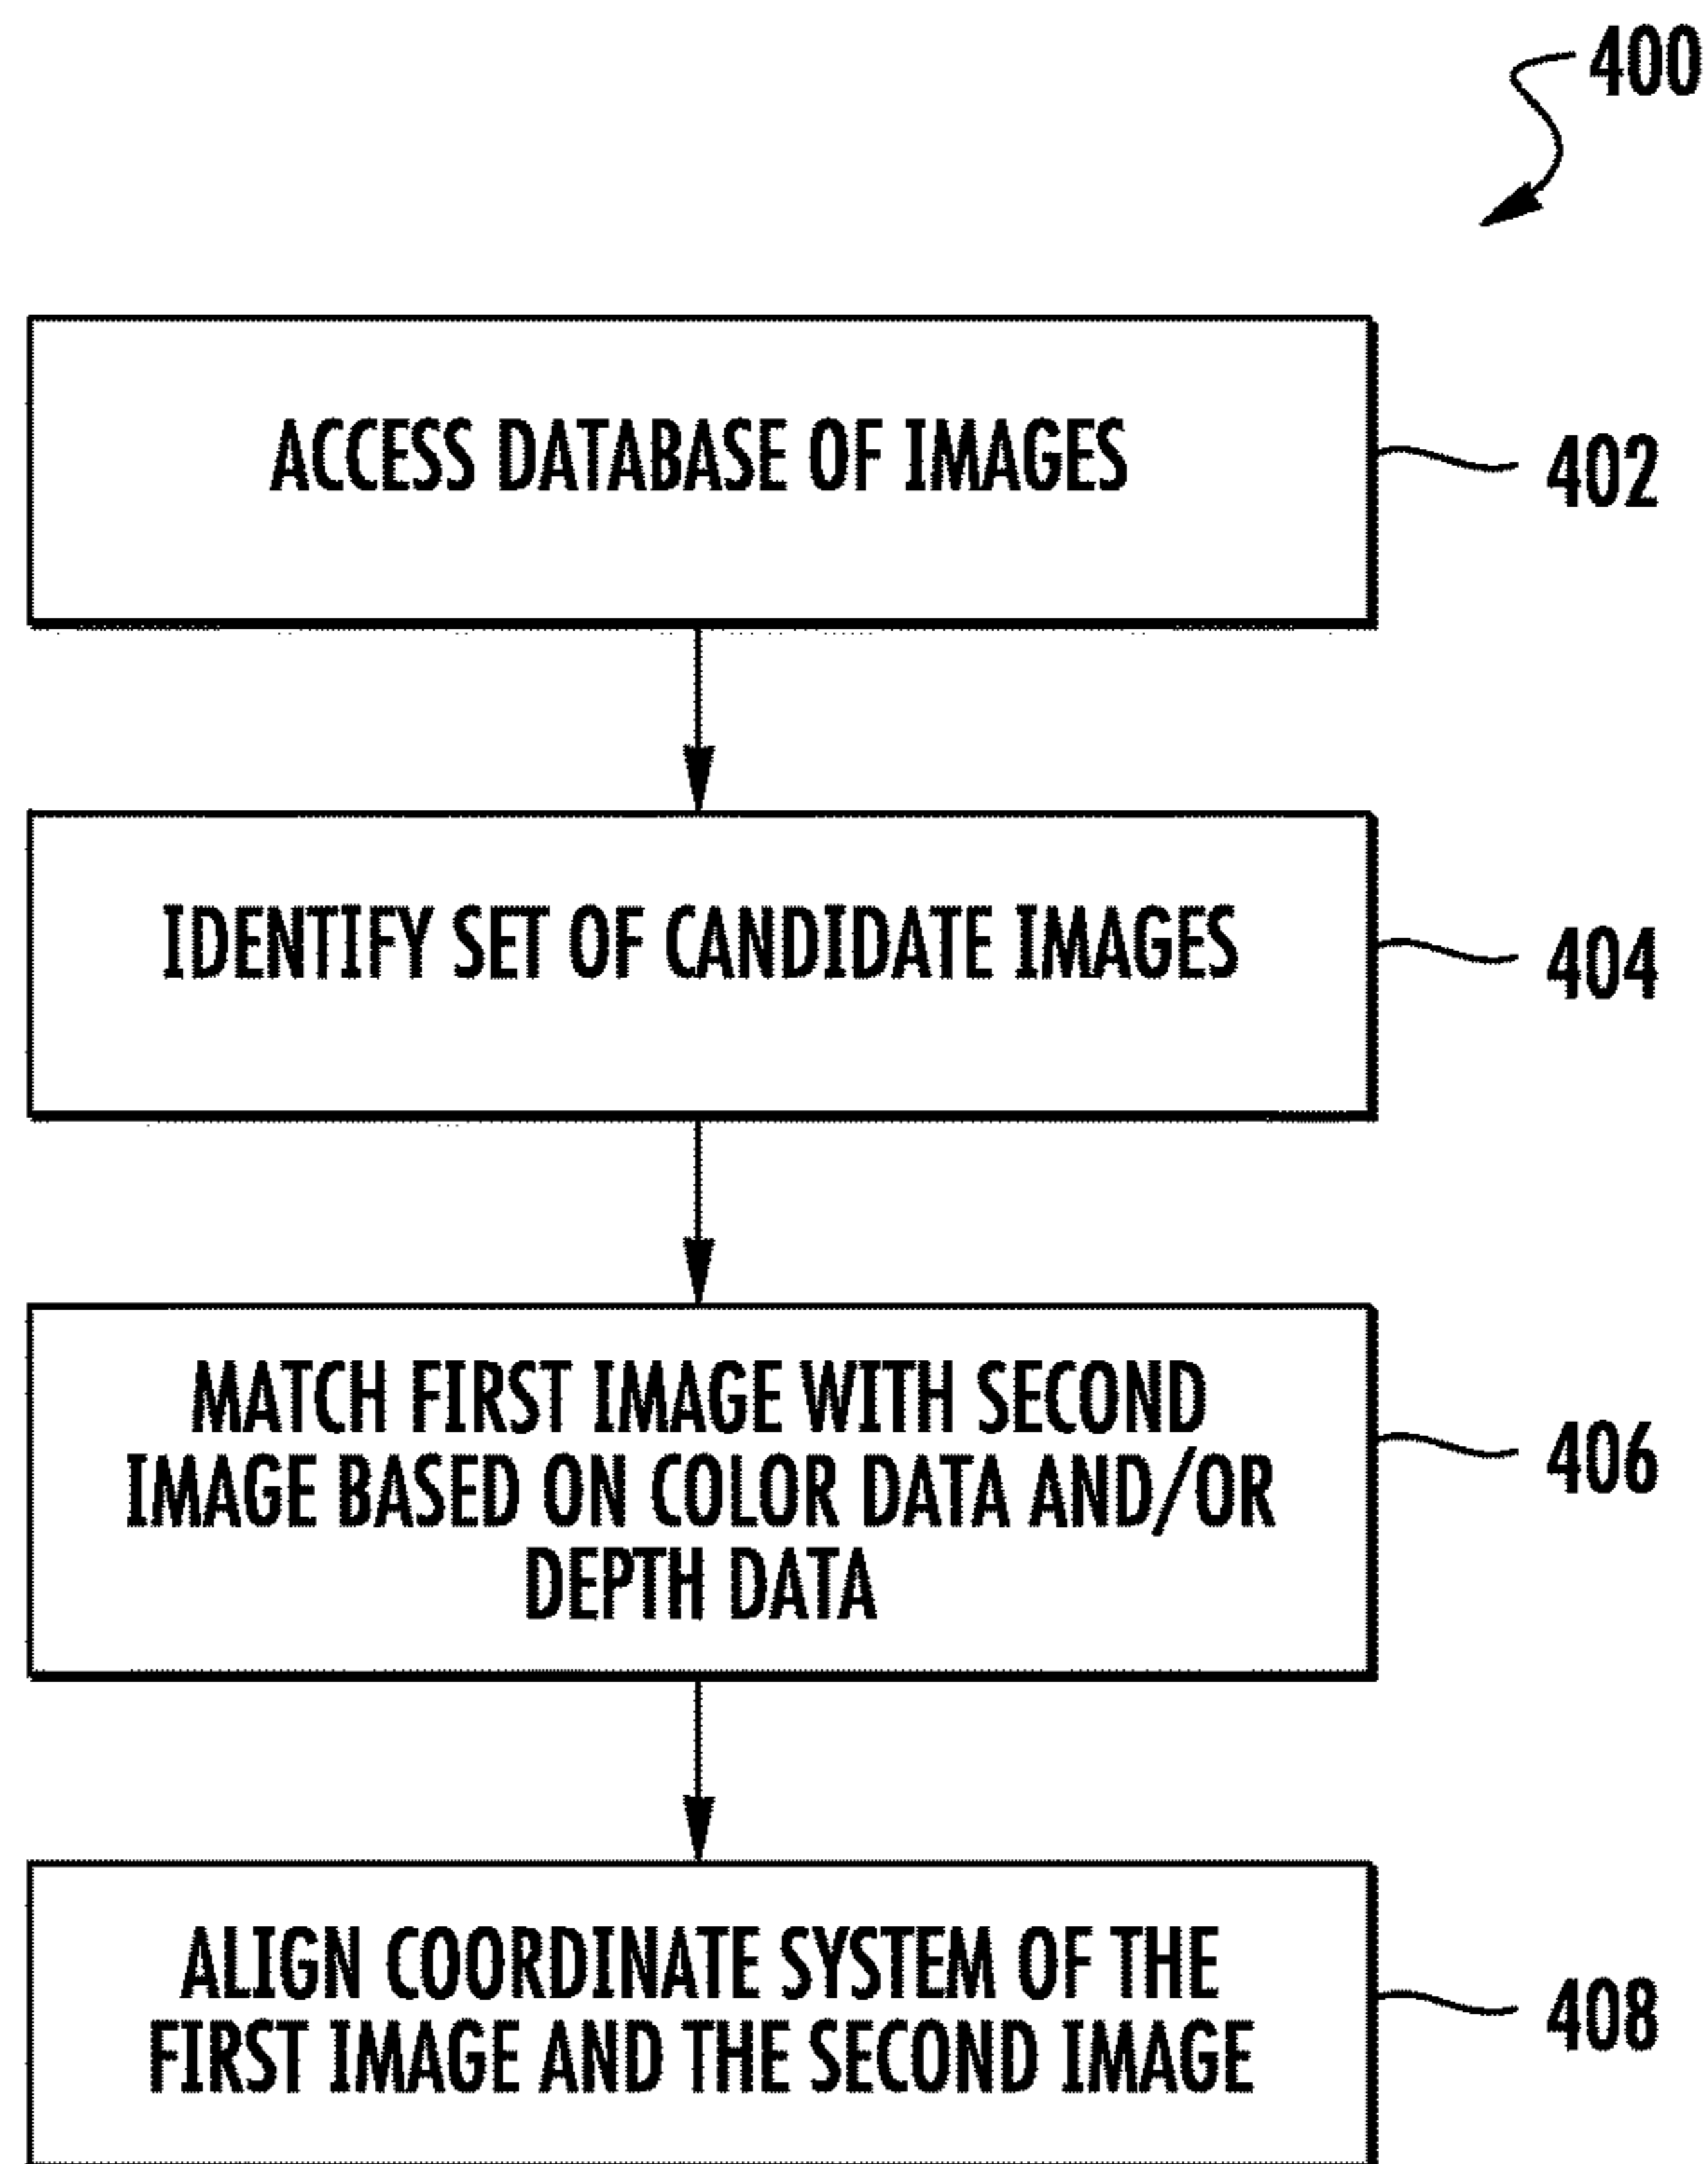 400
ACCESS DATABASE OF IMAGES
402
IDENTIFY SET OF CANDIDATE IMAGES
404
MATCH FIRST IMAGE WITH SECOND
IMAGE BASED ON COLOR DATA AND/OR
DEPTH DATA
406
ALIGN COORDINATE SYSTEM OF THE
FIRST IMAGE AND THE SECOND IMAGE
408